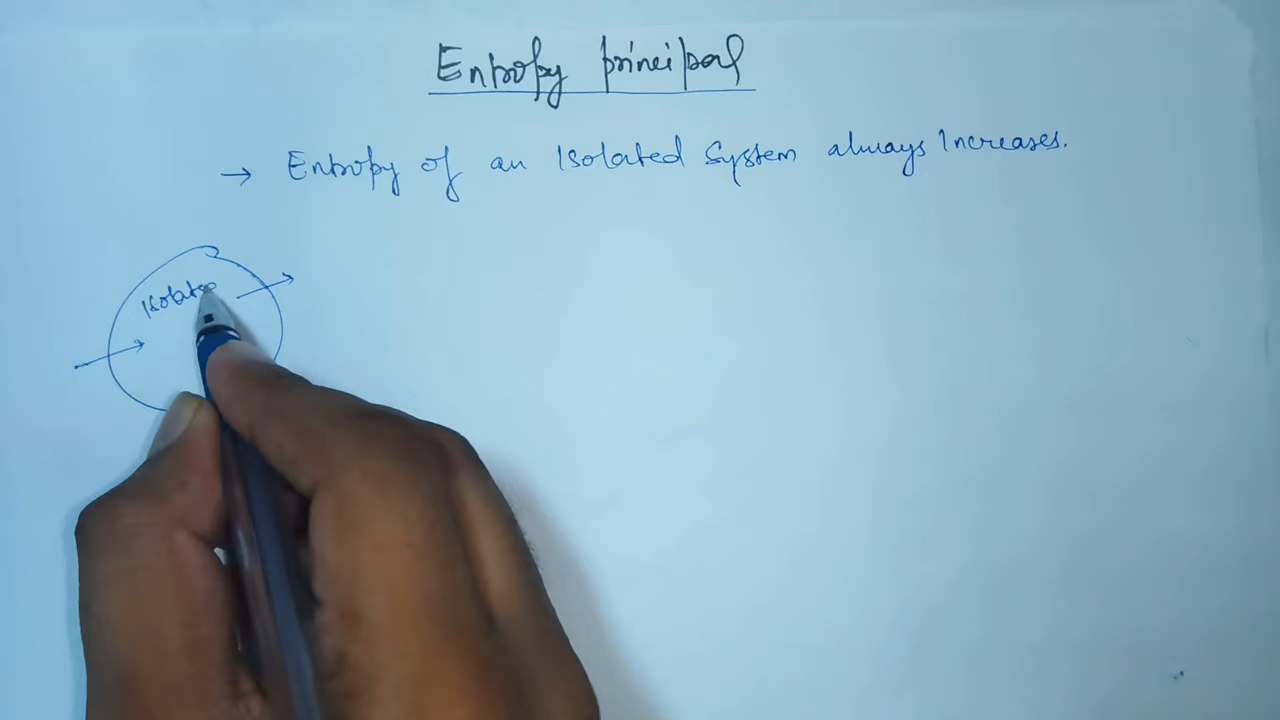 Entropy principal
→ Entropy of an Isolated System always Increases.
Isolate